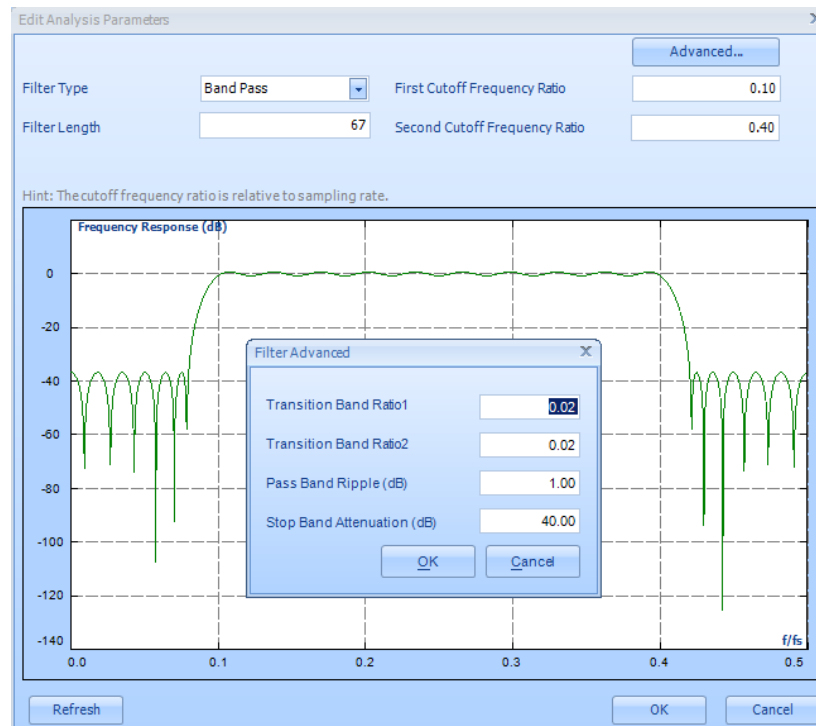 Edit Analysis Parameters
Advanced...
Filter Type
Band Pass
First Cutoff Frequency Ratio
0.10
Filter Length
67
Second Cutoff Frequency Ratio
0.40
Hint: The cutoff frequency ratio is relative to sampling rate.
Frequency Response (dB)
0
-20
-40
-60
-80
-100
-120
-140
Filter Advanced
Transition Band Ratio1
0.02
Transition Band Ratio2
0.02
Pass Band Ripple (dB)
1.00
Stop Band Attenuation (dB)
40.00
OK
Cancel
f/fs
0.0
0.1
0.2
0.3
0.4
0.5
Refresh
OK
Cancel